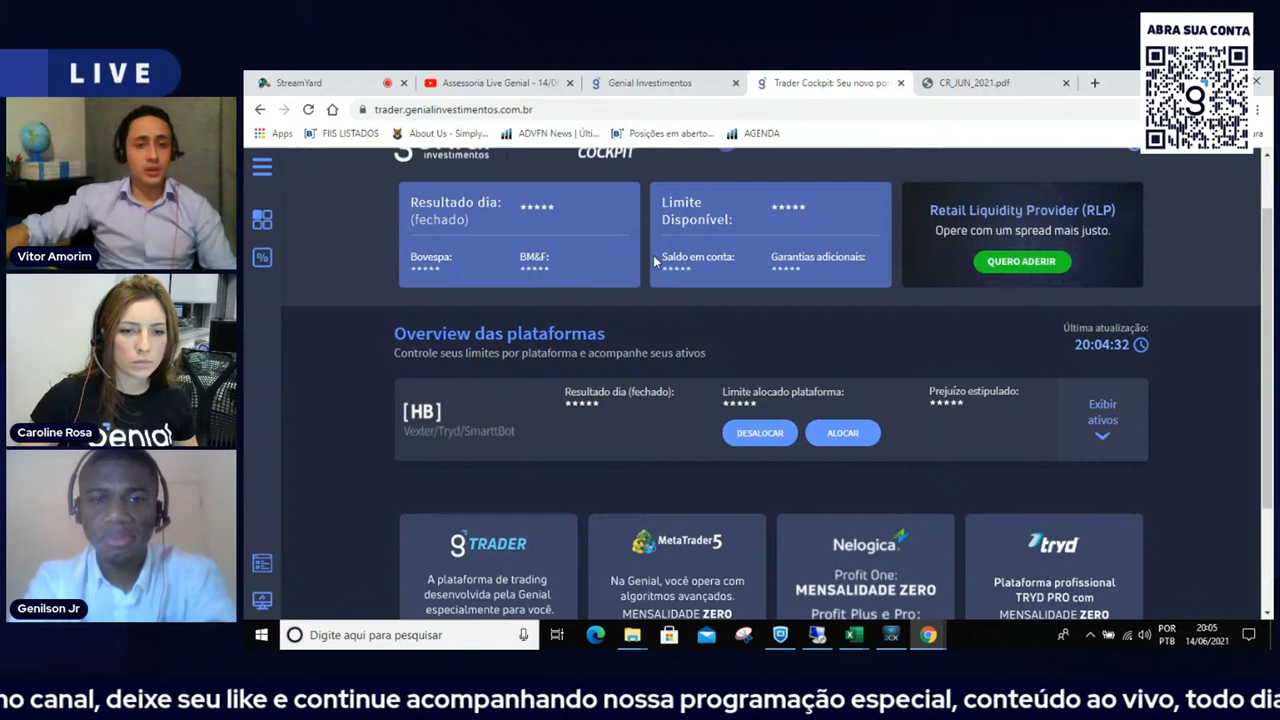 LIVE
ABRA SUA CONTA
Vitor Amorim
Caroline Rosa
Genilson Jr
StreamYard
Assessoria Live Genial - 14/0
Genial Investimentos
Trader Cockpit: Seu novo po
CR_JUN_2021.pdf
trader.genialinvestimentos.com.br
Apps
FIIS LISTADOS
About Us - Simply...
ADVFN News | Últi...
Posições em aberto...
AGENDA
investimentos
COCKPIT
Resultado dia:
(fechado)
*****
Bovespa:
*****
BM&F:
*****
Limite
Disponível:
*****
Saldo em conta:
*****
Garantias adicionais:
*****
Retail Liquidity Provider (RLP)
Opere com um spread mais justo.
QUERO ADERIR
Overview das plataformas
Controle seus limites por plataforma e acompanhe seus ativos
Última atualização:
20:04:32
[HB]
Vexter/Tryd/SmarttBot
Resultado dia (fechado):
*****
Limite alocado plataforma:
*****
DESALOCAR
ALOCAR
Prejuízo estipulado:
*****
Exibir
ativos
TRADER
A plataforma de trading
desenvolvida pela Genial
especialmente para você.
MetaTrader5
Na Genial, você opera com
algoritmos avançados.
MENSALIDADE ZERO
Nelogica
Profit One:
MENSALIDADE ZERO
Profit Plus e Pro:
tryd
Plataforma profissional
TRYD PRO com
MENSALIDADE ZERO
Digite aqui para pesquisar
POR
PTB
20:05
14/06/2021
no canal, deixe seu like e continue acompanhando nossa programação especial, conteúdo ao vivo, todo dia